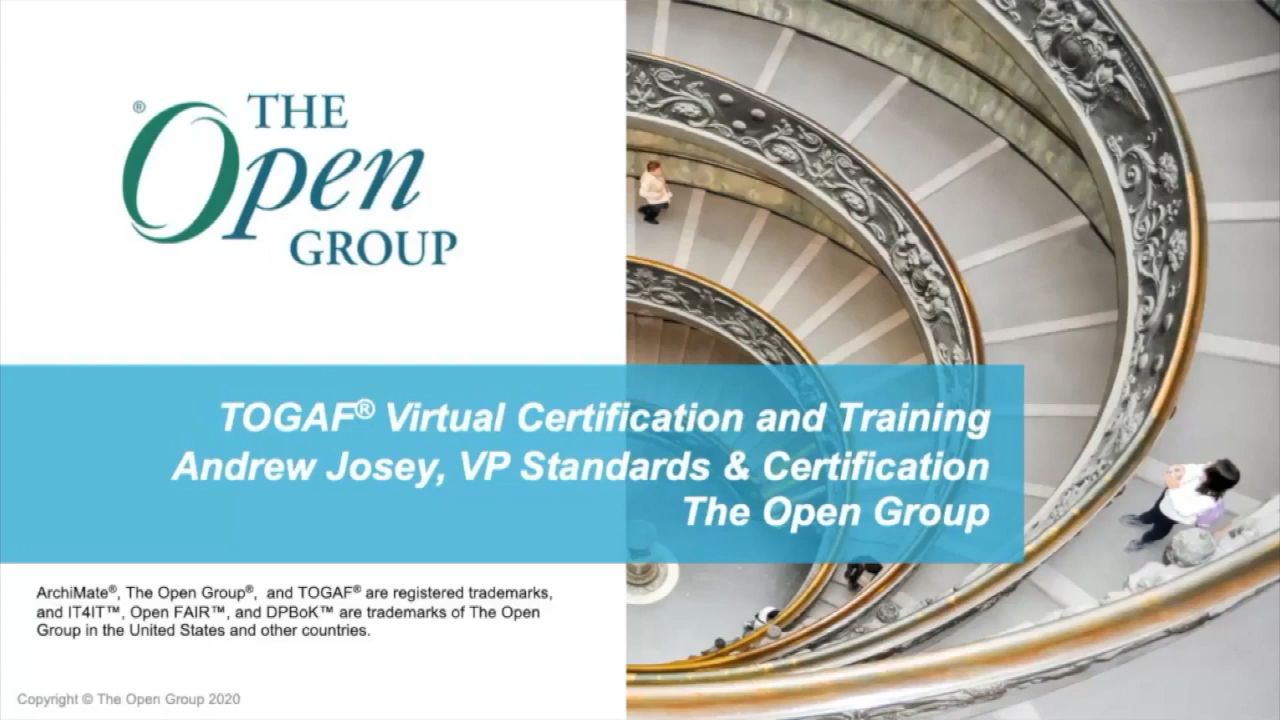 ®
THE
Open
GROUP
TOGAF® Virtual Certification and Training
Andrew Josey, VP Standards & Certification
The Open Group
ArchiMate®, The Open Group®, and TOGAF® are registered trademarks,
and IT4IT™, Open FAIR™, and DPBoK™ are trademarks of The Open
Group in the United States and other countries.
Copyright © The Open Group 2020